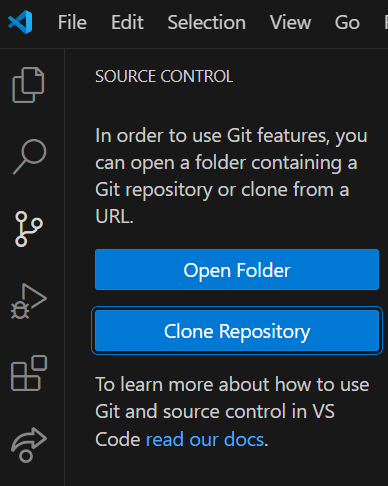 File Edit Selection View Go
SOURCE CONTROL
In order to use Git features, you
can open a folder containing a
Git repository or clone from a
URL.
Open Folder
Clone Repository
To learn more about how to use
Git and source control in VS
Code read our docs.